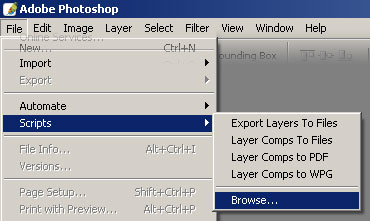 Adobe Photoshop
File Edit Image Layer Select Filter View Window Help
Online Services...
New... Ctrl+N
Import
Export
Automate
Scripts
File Info... Alt+Ctrl+I
Versions...
Page Setup... Shift+Ctrl+P
Print with Preview... Alt+Ctrl+P
ounding Box
Export Layers To Files
Layer Comps To Files
Layer Comps to PDF
Layer Comps to WPG
Browse...